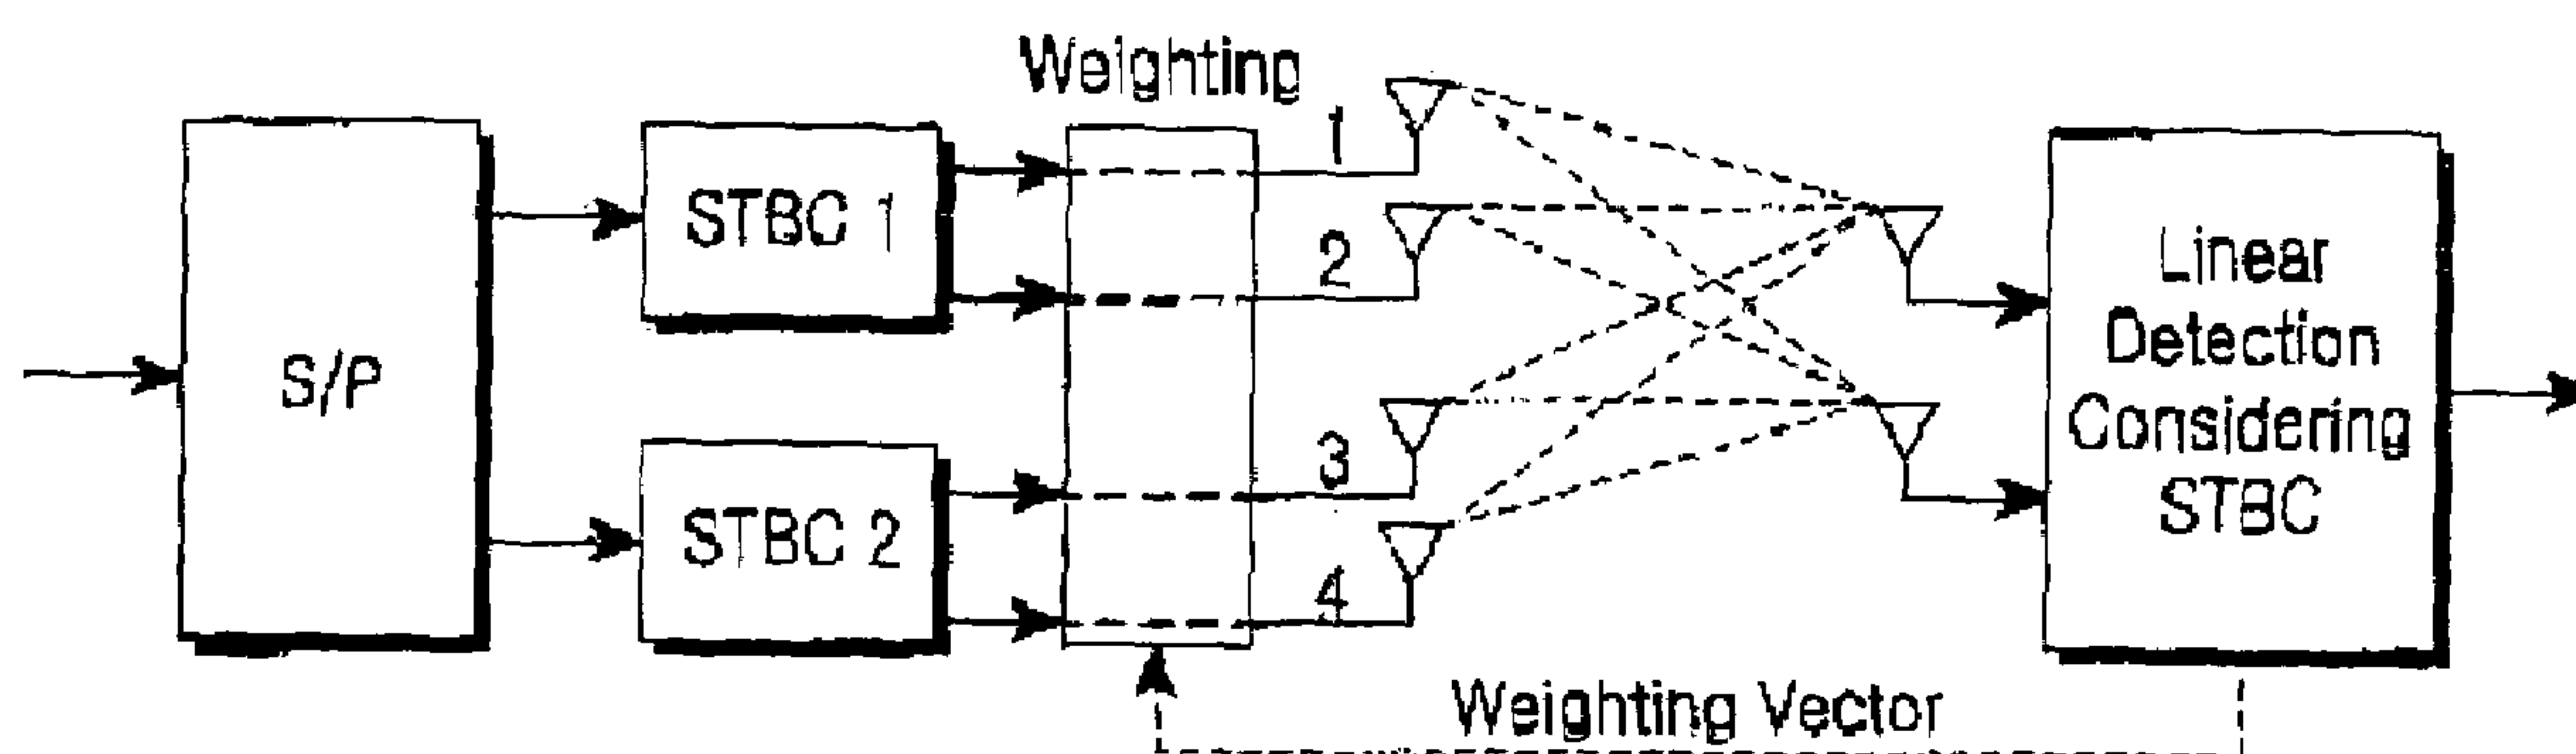 Weighting
S/P
STBC 1
STBC 2
1
2
3
4
Linear
Detection
Considering
STBC
Weighting Vector